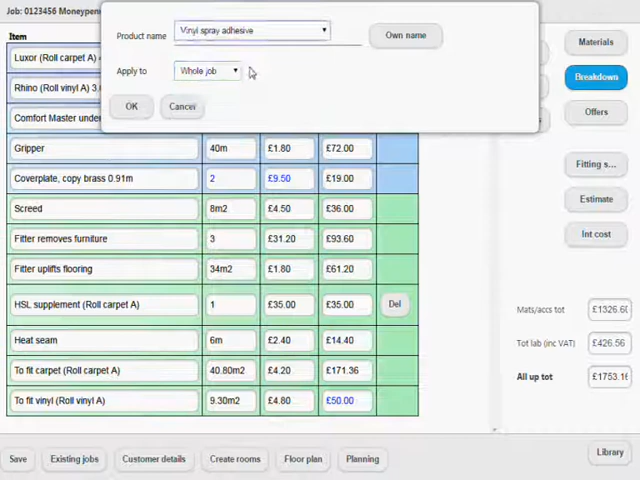 Job: 0123456 Moneypen
Product name
Vinyl spray adhesive
Own name
Apply to
Whole job
OK
Cancel
Item
Luxor (Roll carpet A)
Rhino (Roll vinyl A) 3.
Comfort Master under
Gripper 40m £1.80 £72.00
Coverplate, copy brass 0.91m 2 £9.50 £19.00
Screed 8m2 £4.50 £36.00
Fitter removes furniture 3 £31.20 £93.60
Fitter uplifts flooring 34m2 £1.80 £61.20
HSL supplement (Roll carpet A) 1 £35.00 £35.00 Del
Heat seam 6m £2.40 £14.40
To fit carpet (Roll carpet A) 40.80m2 £4.20 £171.36
To fit vinyl (Roll vinyl A) 9.30m2 £4.80 £50.00
Materials
Breakdown
Offers
Fitting s...
Estimate
Int cost
Mats/accs tot £1326.60
Tot lab (inc VAT) £426.56
All up tot £1753.16
Save
Existing jobs
Customer details
Create rooms
Floor plan
Planning
Library